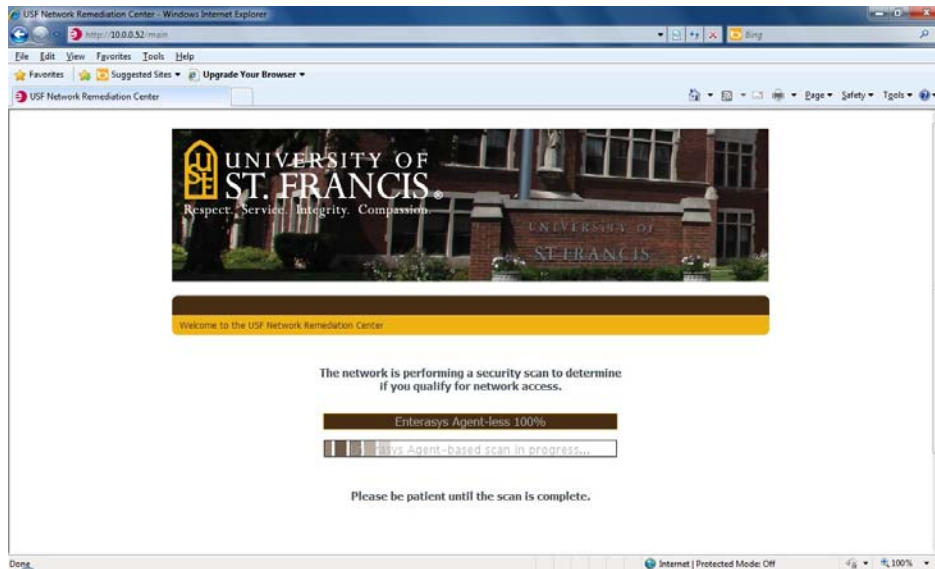 USF Network Remediation Center - Windows Internet Explorer
http://10.0.0.52/main
Bing
File Edit View Favorites Tools Help
Favorites Suggested Sites Upgrade Your Browser
USF Network Remediation Center
Page Safety Tools
USF
UNIVERSITY OF
ST. FRANCIS®
Respect. Service. Integrity. Compassion.
UNIVERSITY OF
ST FRANCIS
Welcome to the USF Network Remediation Center
The network is performing a security scan to determine
if you qualify for network access.
Enterasys Agent-less 100%
Agent-based scan in progress...
Please be patient until the scan is complete.
Done
Internet | Protected Mode: Off
100%